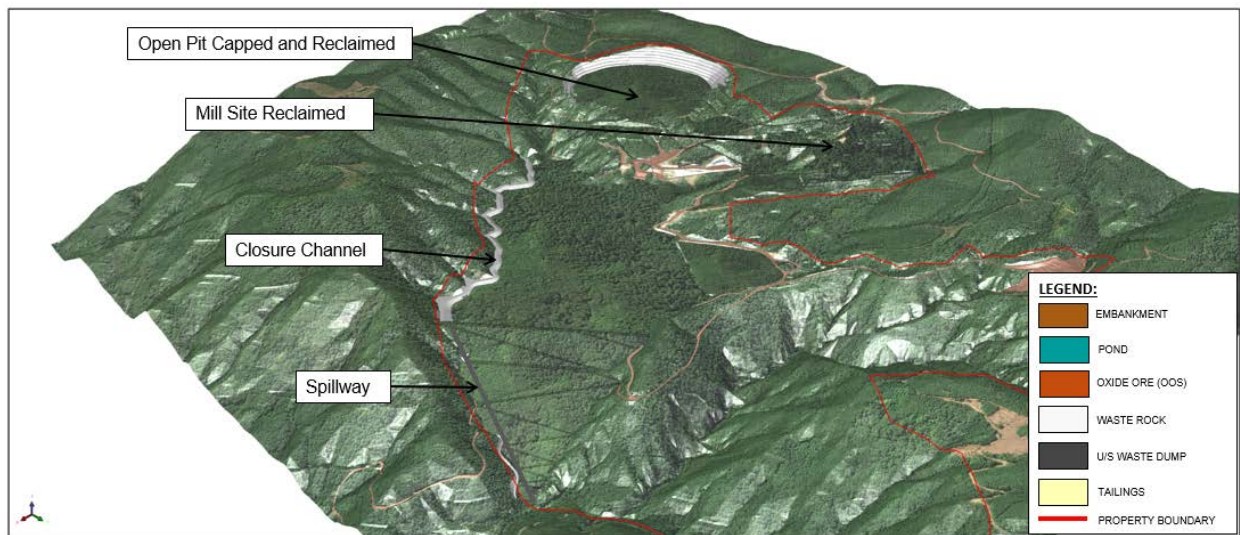 Open Pit Capped and Reclaimed
Mill Site Reclaimed
Closure Channel
Spillway
LEGEND:
EMBANKMENT
POND
OXIDE ORE (OOS)
WASTE ROCK
U/S WASTE DUMP
TAILINGS
PROPERTY BOUNDARY